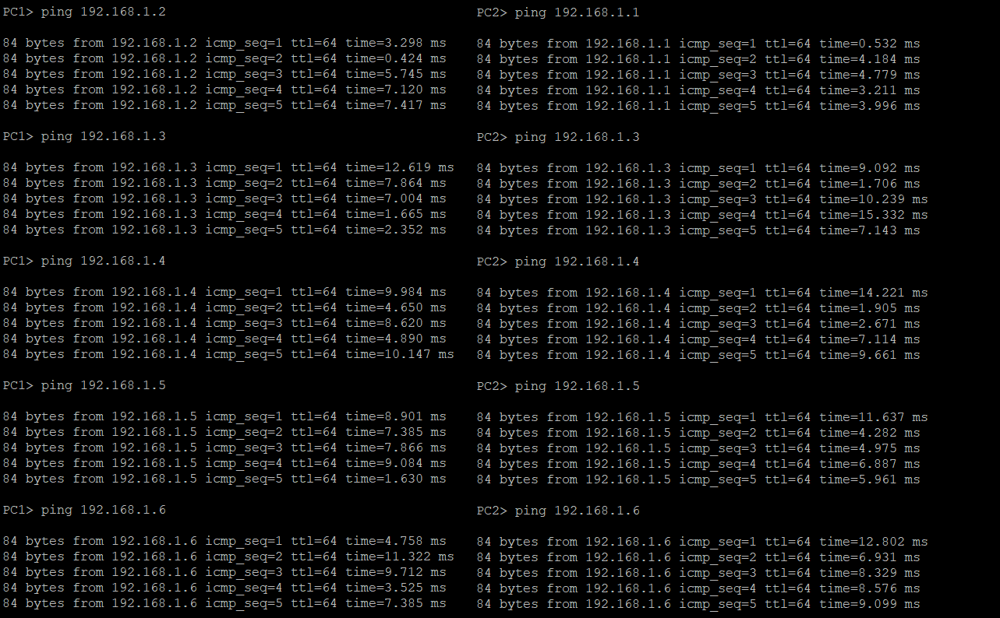 PC1> ping 192.168.1.2
84 bytes from 192.168.1.2 icmp_seq=1 ttl=64 time=3.298 ms
84 bytes from 192.168.1.2 icmp_seq=2 ttl=64 time=0.424 ms
84 bytes from 192.168.1.2 icmp_seq=3 ttl=64 time=5.745 ms
84 bytes from 192.168.1.2 icmp_seq=4 ttl=64 time=7.120 ms
84 bytes from 192.168.1.2 icmp_seq=5 ttl=64 time=7.417 ms
PC1> ping 192.168.1.3
84 bytes from 192.168.1.3 icmp_seq=1 ttl=64 time=12.619 ms
84 bytes from 192.168.1.3 icmp_seq=2 ttl=64 time=7.864 ms
84 bytes from 192.168.1.3 icmp_seq=3 ttl=64 time=7.004 ms
84 bytes from 192.168.1.3 icmp_seq=4 ttl=64 time=1.665 ms
84 bytes from 192.168.1.3 icmp_seq=5 ttl=64 time=2.352 ms
PC1> ping 192.168.1.4
84 bytes from 192.168.1.4 icmp_seq=1 ttl=64 time=9.984 ms
84 bytes from 192.168.1.4 icmp_seq=2 ttl=64 time=4.650 ms
84 bytes from 192.168.1.4 icmp_seq=3 ttl=64 time=8.620 ms
84 bytes from 192.168.1.4 icmp_seq=4 ttl=64 time=4.890 ms
84 bytes from 192.168.1.4 icmp_seq=5 ttl=64 time=10.147 ms
PC1> ping 192.168.1.5
84 bytes from 192.168.1.5 icmp_seq=1 ttl=64 time=8.901 ms
84 bytes from 192.168.1.5 icmp_seq=2 ttl=64 time=7.385 ms
84 bytes from 192.168.1.5 icmp_seq=3 ttl=64 time=7.866 ms
84 bytes from 192.168.1.5 icmp_seq=4 ttl=64 time=9.084 ms
84 bytes from 192.168.1.5 icmp_seq=5 ttl=64 time=1.630 ms
PC1> ping 192.168.1.6
84 bytes from 192.168.1.6 icmp_seq=1 ttl=64 time=4.758 ms
84 bytes from 192.168.1.6 icmp_seq=2 ttl=64 time=11.322 ms
84 bytes from 192.168.1.6 icmp_seq=3 ttl=64 time=9.712 ms
84 bytes from 192.168.1.6 icmp_seq=4 ttl=64 time=3.525 ms
84 bytes from 192.168.1.6 icmp_seq=5 ttl=64 time=7.385 ms
PC2> ping 192.168.1.1
84 bytes from 192.168.1.1 icmp_seq=1 ttl=64 time=0.532 ms
84 bytes from 192.168.1.1 icmp_seq=2 ttl=64 time=4.184 ms
84 bytes from 192.168.1.1 icmp_seq=3 ttl=64 time=4.779 ms
84 bytes from 192.168.1.1 icmp_seq=4 ttl=64 time=3.211 ms
84 bytes from 192.168.1.1 icmp_seq=5 ttl=64 time=3.996 ms
PC2> ping 192.168.1.3
84 bytes from 192.168.1.3 icmp_seq=1 ttl=64 time=9.092 ms
84 bytes from 192.168.1.3 icmp_seq=2 ttl=64 time=1.706 ms
84 bytes from 192.168.1.3 icmp_seq=3 ttl=64 time=10.239 ms
84 bytes from 192.168.1.3 icmp_seq=4 ttl=64 time=15.332 ms
84 bytes from 192.168.1.3 icmp_seq=5 ttl=64 time=7.143 ms
PC2> ping 192.168.1.4
84 bytes from 192.168.1.4 icmp_seq=1 ttl=64 time=14.221 ms
84 bytes from 192.168.1.4 icmp_seq=2 ttl=64 time=1.905 ms
84 bytes from 192.168.1.4 icmp_seq=3 ttl=64 time=2.671 ms
84 bytes from 192.168.1.4 icmp_seq=4 ttl=64 time=7.114 ms
84 bytes from 192.168.1.4 icmp_seq=5 ttl=64 time=9.661 ms
PC2> ping 192.168.1.5
84 bytes from 192.168.1.5 icmp_seq=1 ttl=64 time=11.637 ms
84 bytes from 192.168.1.5 icmp_seq=2 ttl=64 time=4.282 ms
84 bytes from 192.168.1.5 icmp_seq=3 ttl=64 time=4.975 ms
84 bytes from 192.168.1.5 icmp_seq=4 ttl=64 time=6.887 ms
84 bytes from 192.168.1.5 icmp_seq=5 ttl=64 time=5.961 ms
PC2> ping 192.168.1.6
84 bytes from 192.168.1.6 icmp_seq=1 ttl=64 time=12.802 ms
84 bytes from 192.168.1.6 icmp_seq=2 ttl=64 time=6.931 ms
84 bytes from 192.168.1.6 icmp_seq=3 ttl=64 time=8.329 ms
84 bytes from 192.168.1.6 icmp_seq=4 ttl=64 time=8.576 ms
84 bytes from 192.168.1.6 icmp_seq=5 ttl=64 time=9.099 ms